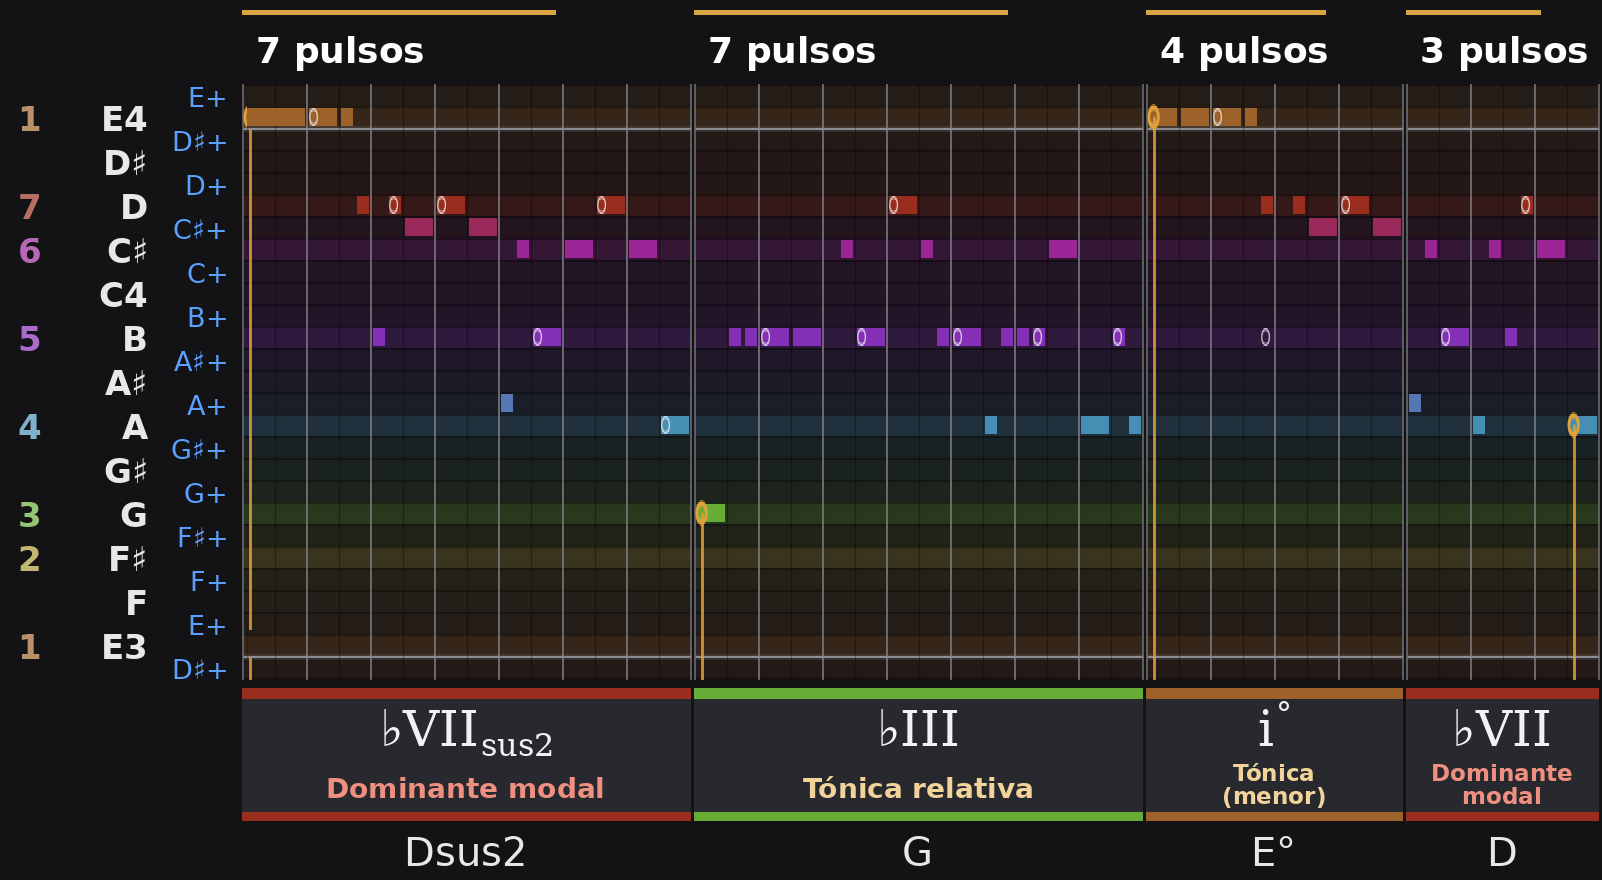 7 pulsos 7 pulsos 4 pulsos 3 pulsos
E+
1 E4
D♯+
D♯
D+
7 D
C♯+
6 C♯
C+
C4
B+
5 B
A♯+
A♯
A+
4 A
G♯+
G♯
G+
3 G
F♯+
2 F♯
F+
F
E+
1 E3
D♯+
♭VIIsus2 ♭III i° ♭VII
Dominante modal Tónica relativa Tónica (menor) Dominante modal
Dsus2 G E° D